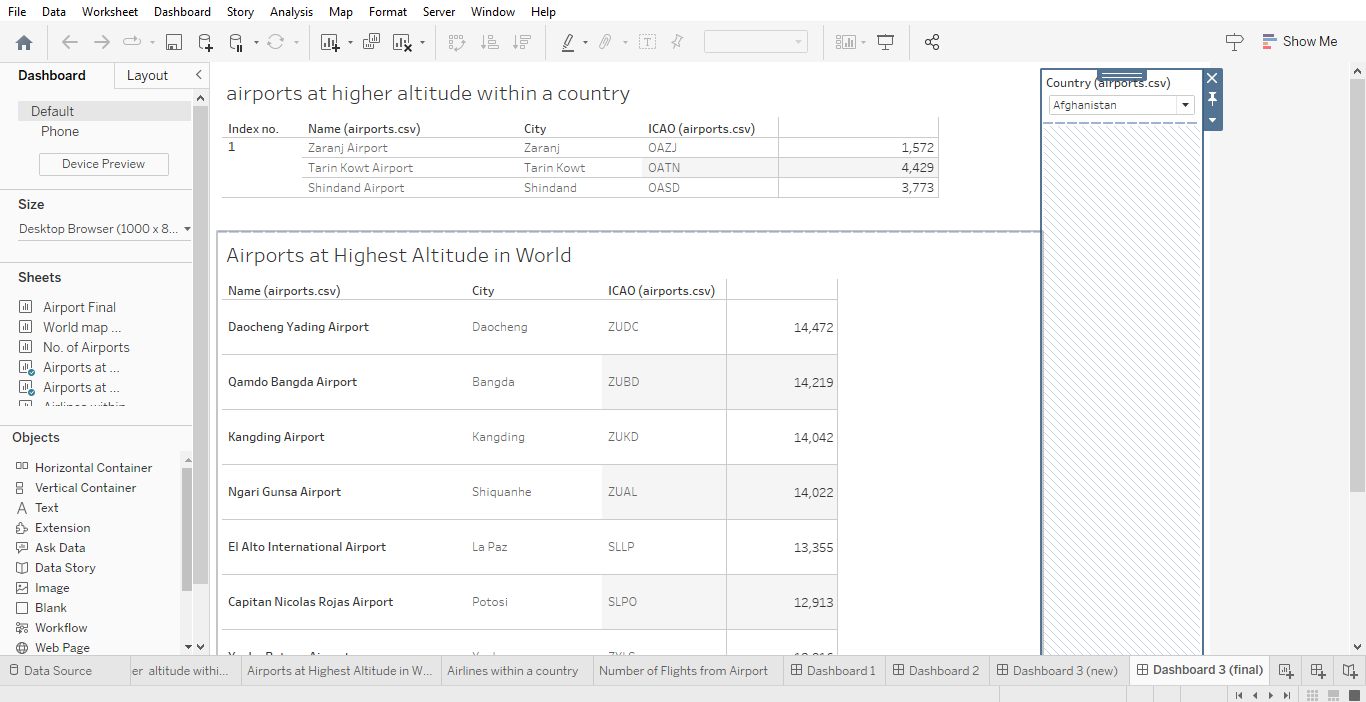 File Data Worksheet Dashboard Story Analysis Map Format Server Window Help
Show Me
Dashboard Layout
Default
Phone
Device Preview
Size
Desktop Browser (1000 x 8...
Sheets
Airport Final
World map ...
No. of Airports
Airports at ...
Airports at ...
Airlines within
Objects
Horizontal Container
Vertical Container
Text
Extension
Ask Data
Data Story
Image
Blank
Workflow
Web Page
airports at higher altitude within a country
Index no. Name (airports.csv) City ICAO (airports.csv)
1 Zaranj Airport Zaranj OAZJ 1,572
Tarin Kowt Airport Tarin Kowt OATN 4,429
Shindand Airport Shindand OASD 3,773
Airports at Highest Altitude in World
Name (airports.csv) City ICAO (airports.csv)
Daocheng Yading Airport Daocheng ZUDC 14,472
Qamdo Bangda Airport Bangda ZUBD 14,219
Kangding Airport Kangding ZUKD 14,042
Ngari Gunsa Airport Shiquanhe ZUAL 14,022
El Alto International Airport La Paz SLLP 13,355
Capitan Nicolas Rojas Airport Potosi SLPO 12,913
Country (airports.csv)
Afghanistan
Data Source er altitude withi... Airports at Highest Altitude in W... Airlines within a country Number of Flights from Airport Dashboard 1 Dashboard 2 Dashboard 3 (new) Dashboard 3 (final)